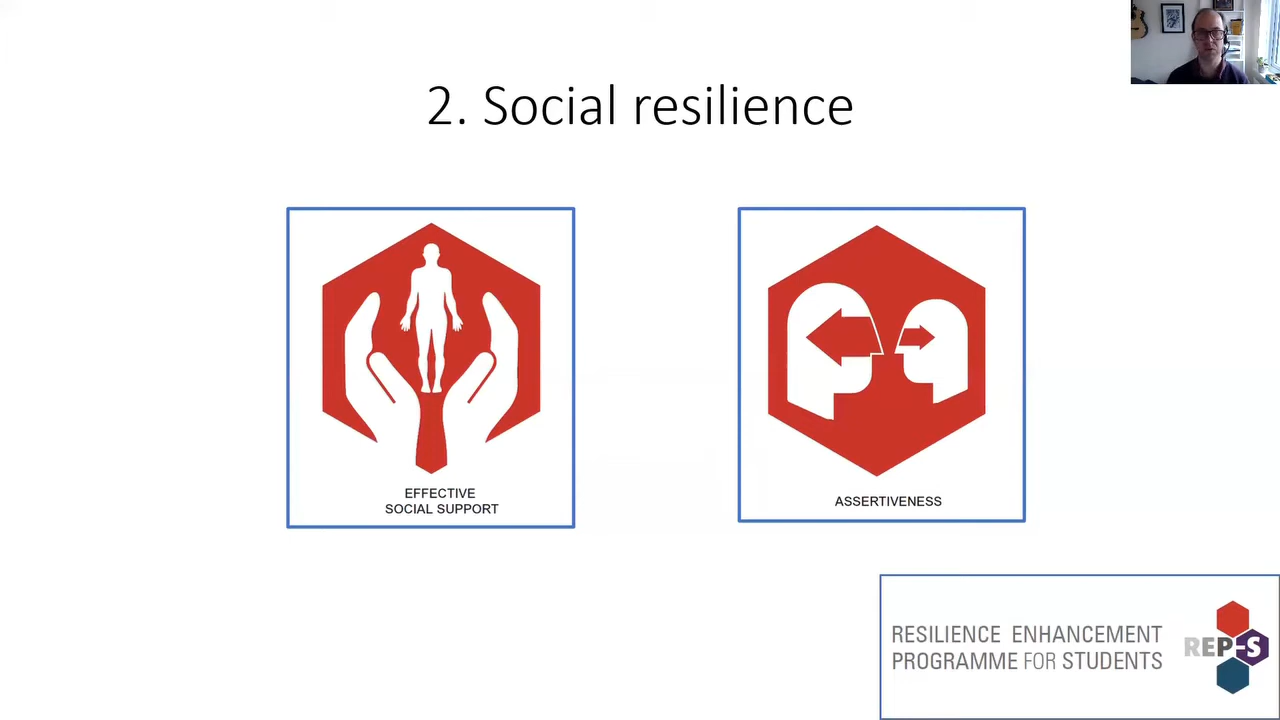 2. Social resilience
EFFECTIVE
SOCIAL SUPPORT
ASSERTIVENESS
RESILIENCE ENHANCEMENT
PROGRAMME FOR STUDENTS
REP-S